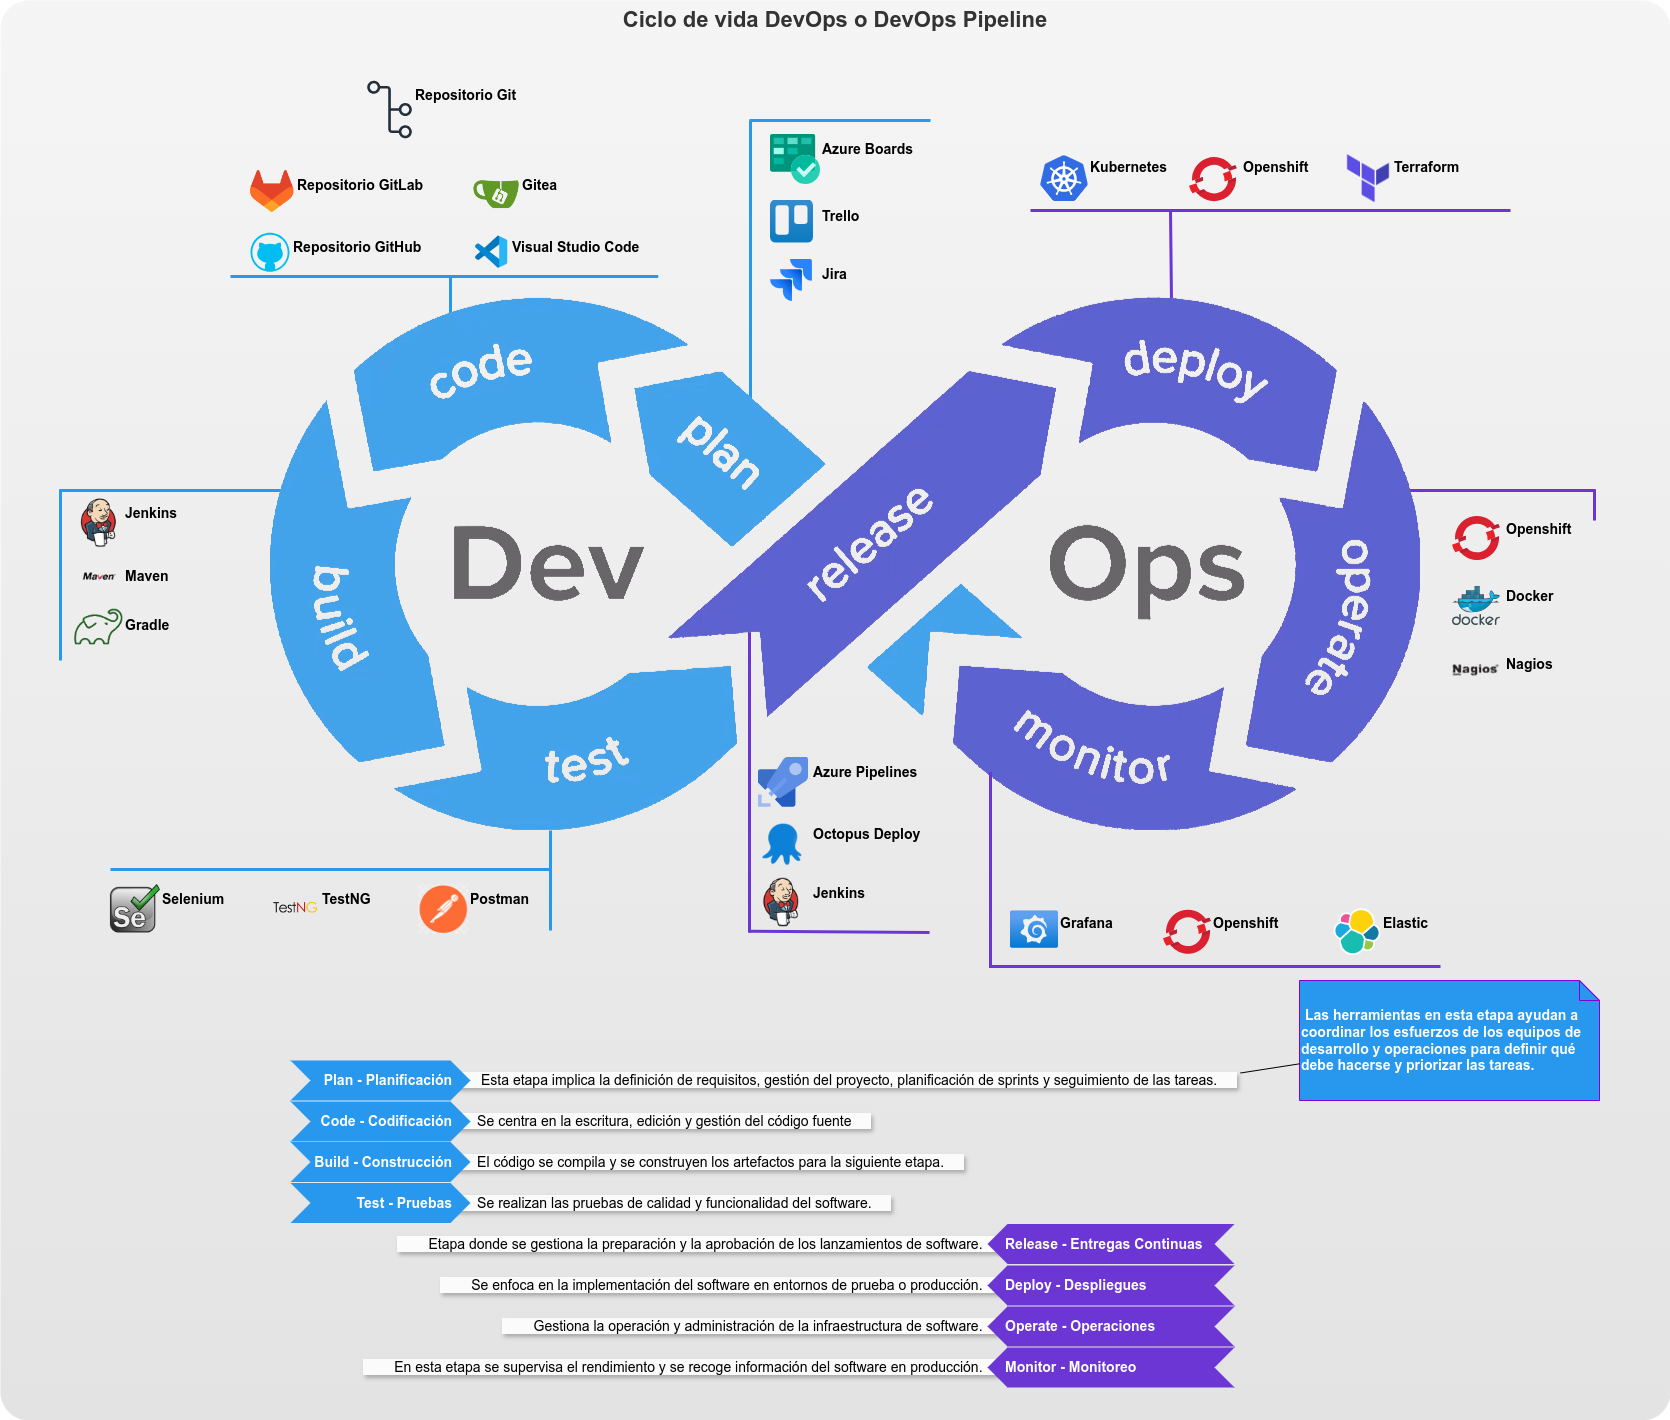 Ciclo de vida DevOps o DevOps Pipeline
Repositorio Git
Repositorio GitLab
Gitea
Repositorio GitHub
Visual Studio Code
Azure Boards
Trello
Jira
Kubernetes
Openshift
Terraform
code
plan
deploy
Jenkins
Maven
Maven
Gradle
build
Dev
release
Ops
operate
Openshift
docker
Docker
Nagios
Nagios
test
monitor
Azure Pipelines
Octopus Deploy
Jenkins
Se
Selenium
TestNG
TestNG
Postman
Grafana
Openshift
Elastic
Las herramientas en esta etapa ayudan a
coordinar los esfuerzos de los equipos de
desarrollo y operaciones para definir qué
debe hacerse y priorizar las tareas.
Plan - Planificación
Esta etapa implica la definición de requisitos, gestión del proyecto, planificación de sprints y seguimiento de las tareas.
Code - Codificación
Se centra en la escritura, edición y gestión del código fuente
Build - Construcción
El código se compila y se construyen los artefactos para la siguiente etapa.
Test - Pruebas
Se realizan las pruebas de calidad y funcionalidad del software.
Etapa donde se gestiona la preparación y la aprobación de los lanzamientos de software.
Release - Entregas Continuas
Se enfoca en la implementación del software en entornos de prueba o producción.
Deploy - Despliegues
Gestiona la operación y administración de la infraestructura de software.
Operate - Operaciones
En esta etapa se supervisa el rendimiento y se recoge información del software en producción.
Monitor - Monitoreo